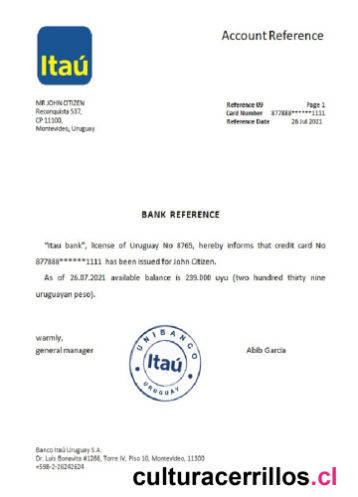 Itaú
Account Reference
MR JOHN CITIZEN
Reconquista 537,
CP 11100,
Montevideo, Uruguay
Reference 09 Page 1
Card Number 877888******1111
Reference Date 26 Jul 2021
BANK REFERENCE
"Itau bank", license of Uruguay No 8765, hereby informs that credit card No
877888******1111 has been issued for John Citizen.
As of 26.07.2021 available balance is 239.000 uyu (two hundred thirty nine
uruguayan peso).
warmly,
general manager
UNIBANCO
Itaú
URUGUAY
Abib Garcia
Banco Itaú Uruguay S.A.
Dr. Luis Bonavita #1266, Torre IV, Piso 10, Montevideo, 11300
+598-2-26242624
culturacerrillos.cl